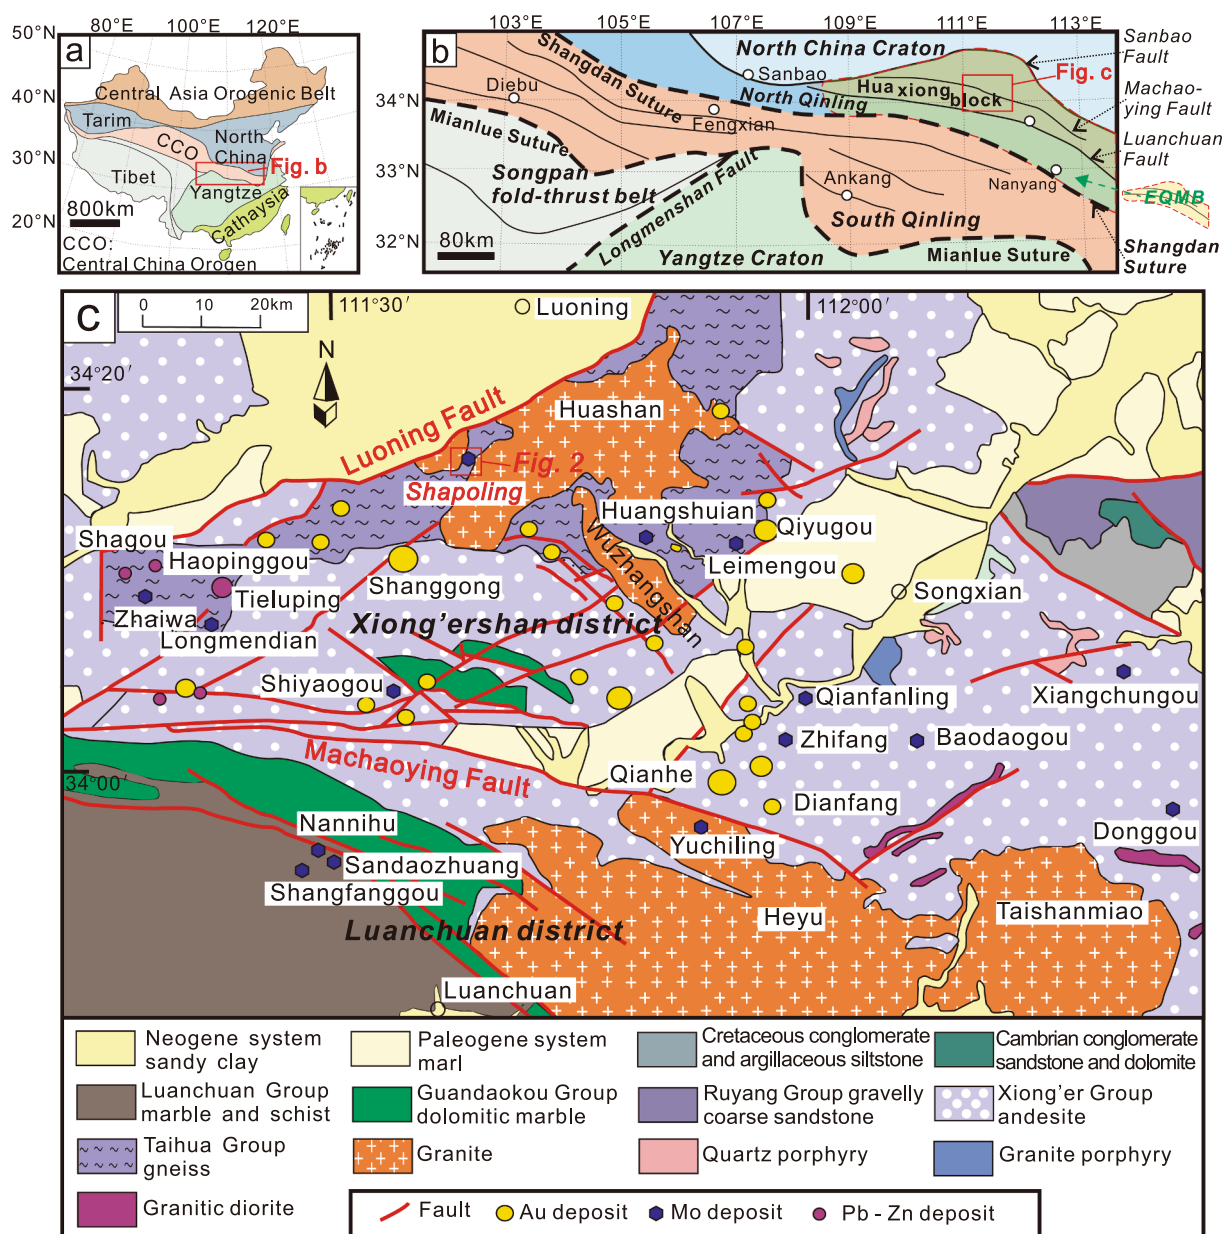 80°E 100°E 120°E
50°N
40°N
30°N
20°N
a
Central Asia Orogenic Belt
Tarim
North
China
CCO
Fig. b
Tibet
Yangtze
Cathaysia
800km
CCO:
Central China Orogen
103°E 105°E 107°E 109°E 111°E 113°E
34°N
33°N
32°N
b
North China Craton
Sanbao
Fault
Shangdan Suture
Sanbao
Fig. c
Diebu
North Qinling
Huaxiong block
Machao-
ying Fault
Fengxian
Mianlue Suture
Luanchuan
Fault
Songpan
fold-thrust belt
Longmenshan Fault
Ankang
Nanyang
EQMB
South Qinling
80km
Yangtze Craton
Mianlue Suture
Shangdan
Suture
c
0 10 20km
111°30′
112°00′
Luoning
N
34°20′
Huashan
Luoning Fault
Fig. 2
Shapoling
Huangshuian
Qiyugou
Shagou
Haopinggou
Wuzhangshan
Leimengou
Shanggong
Tieluping
Songxian
Zhaiwa
Xiong'ershan district
Longmendian
Shiyaogou
Qianfanling
Xiangchungou
Zhifang
Baodaogou
Machaoying Fault
34°00′
Qianhe
Dianfang
Nannihu
Donggou
Yuchiling
Sandaozhuang
Shangfanggou
Heyu
Taishanmiao
Luanchuan district
Luanchuan
Neogene system
sandy clay
Paleogene system
marl
Cretaceous conglomerate
and argillaceous siltstone
Cambrian conglomerate
sandstone and dolomite
Luanchuan Group
marble and schist
Guandaokou Group
dolomitic marble
Ruyang Group gravelly
coarse sandstone
Xiong'er Group
andesite
Taihua Group
gneiss
Granite
Quartz porphyry
Granite porphyry
Granitic diorite
Fault
Au deposit
Mo deposit
Pb - Zn deposit